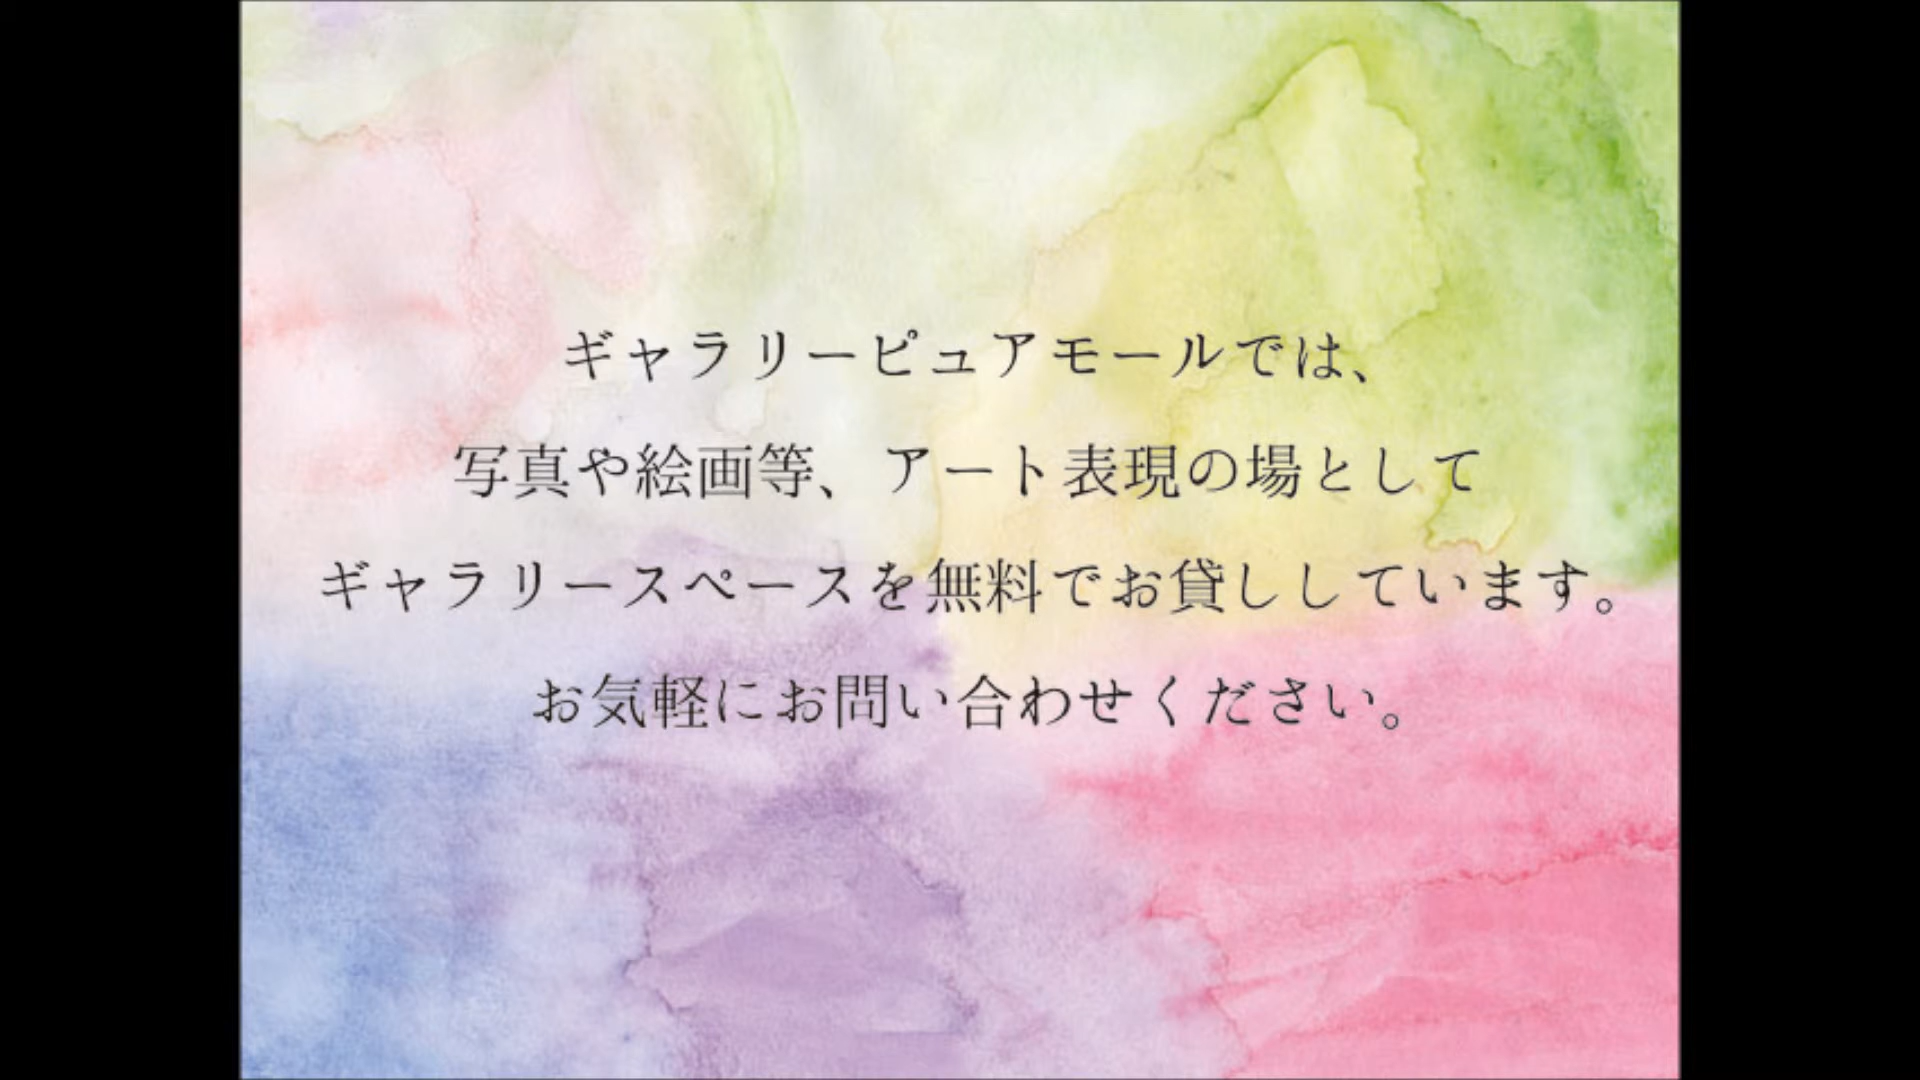 ギャラリーピュアモールでは、
写真や絵画等、アート表現の場として
ギャラリースペースを無料でお貸ししています。
お気軽にお問い合わせください。